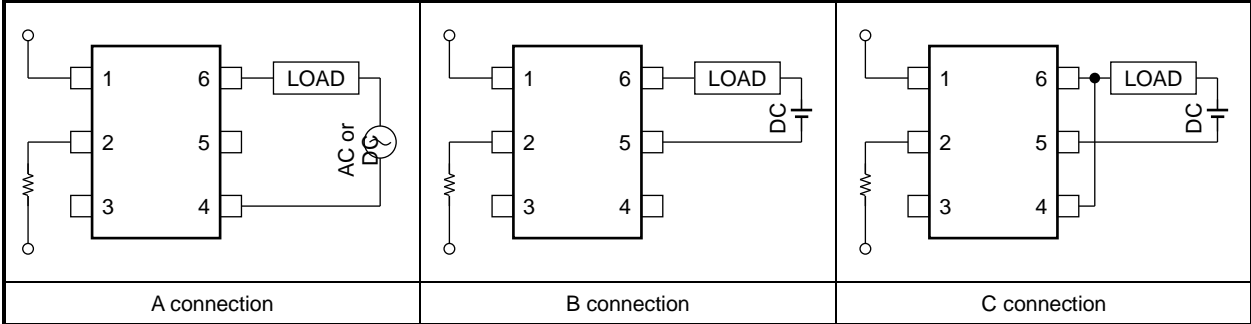 1 6 LOAD
2 5
3 4
AC or
DC
A connection
1 6 LOAD
DC
2 5
3 4
B connection
1 6 LOAD
DC
2 5
3 4
C connection